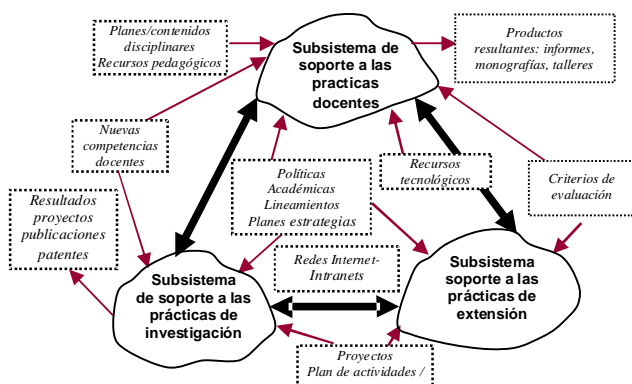 Planes/contenidos
disciplinares
Recursos pedagógicos
Subsistema de
soporte a las
practicas
docentes
Productos
resultantes: informes,
monografías, talleres
Nuevas
competencias
docentes
Políticas
Académicas
Lineamientos
Planes estrategias
Recursos
tecnológicos
Criterios de
evaluación
Resultados
proyectos
publicaciones
patentes
Redes Internet-
Intranets
Subsistema
de soporte a las
prácticas de
investigación
Subsistema
soporte a las
prácticas de
extensión
Proyectos
Plan de actividades /